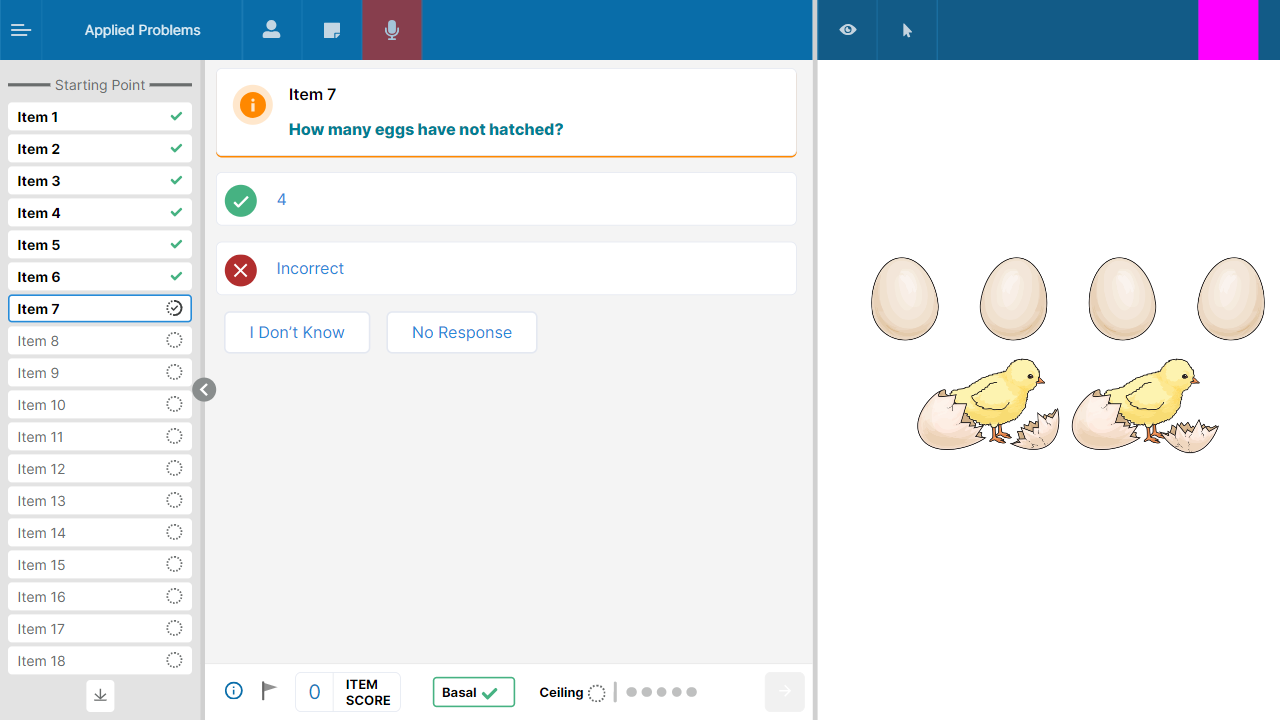 Applied Problems
Starting Point
Item 1
Item 2
Item 3
Item 4
Item 5
Item 6
Item 7
Item 8
Item 9
Item 10
Item 11
Item 12
Item 13
Item 14
Item 15
Item 16
Item 17
Item 18
Item 7
How many eggs have not hatched?
4
Incorrect
I Don’t Know
No Response
0
ITEM
SCORE
Basal
Ceiling